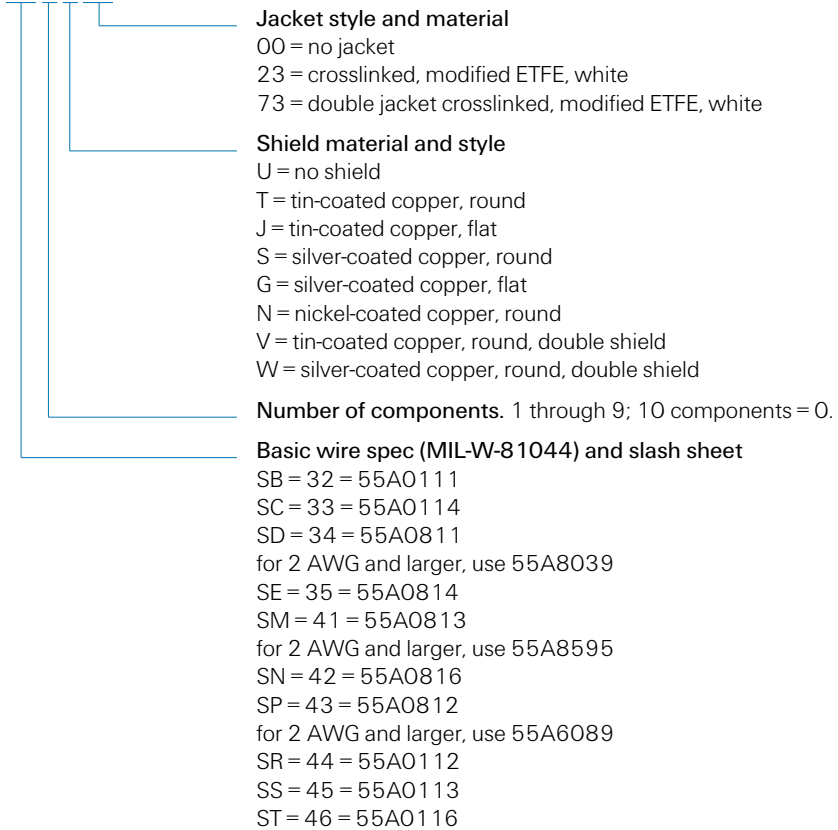 Jacket style and material
00 = no jacket
23 = crosslinked, modified ETFE, white
73 = double jacket crosslinked, modified ETFE, white
Shield material and style
U = no shield
T = tin-coated copper, round
J = tin-coated copper, flat
S = silver-coated copper, round
G = silver-coated copper, flat
N = nickel-coated copper, round
V = tin-coated copper, round, double shield
W = silver-coated copper, round, double shield
Number of components. 1 through 9; 10 components = 0.
Basic wire spec (MIL-W-81044) and slash sheet
SB = 32 = 55A0111
SC = 33 = 55A0114
SD = 34 = 55A0811
for 2 AWG and larger, use 55A8039
SE = 35 = 55A0814
SM = 41 = 55A0813
for 2 AWG and larger, use 55A8595
SN = 42 = 55A0816
SP = 43 = 55A0812
for 2 AWG and larger, use 55A6089
SR = 44 = 55A0112
SS = 45 = 55A0113
ST = 46 = 55A0116